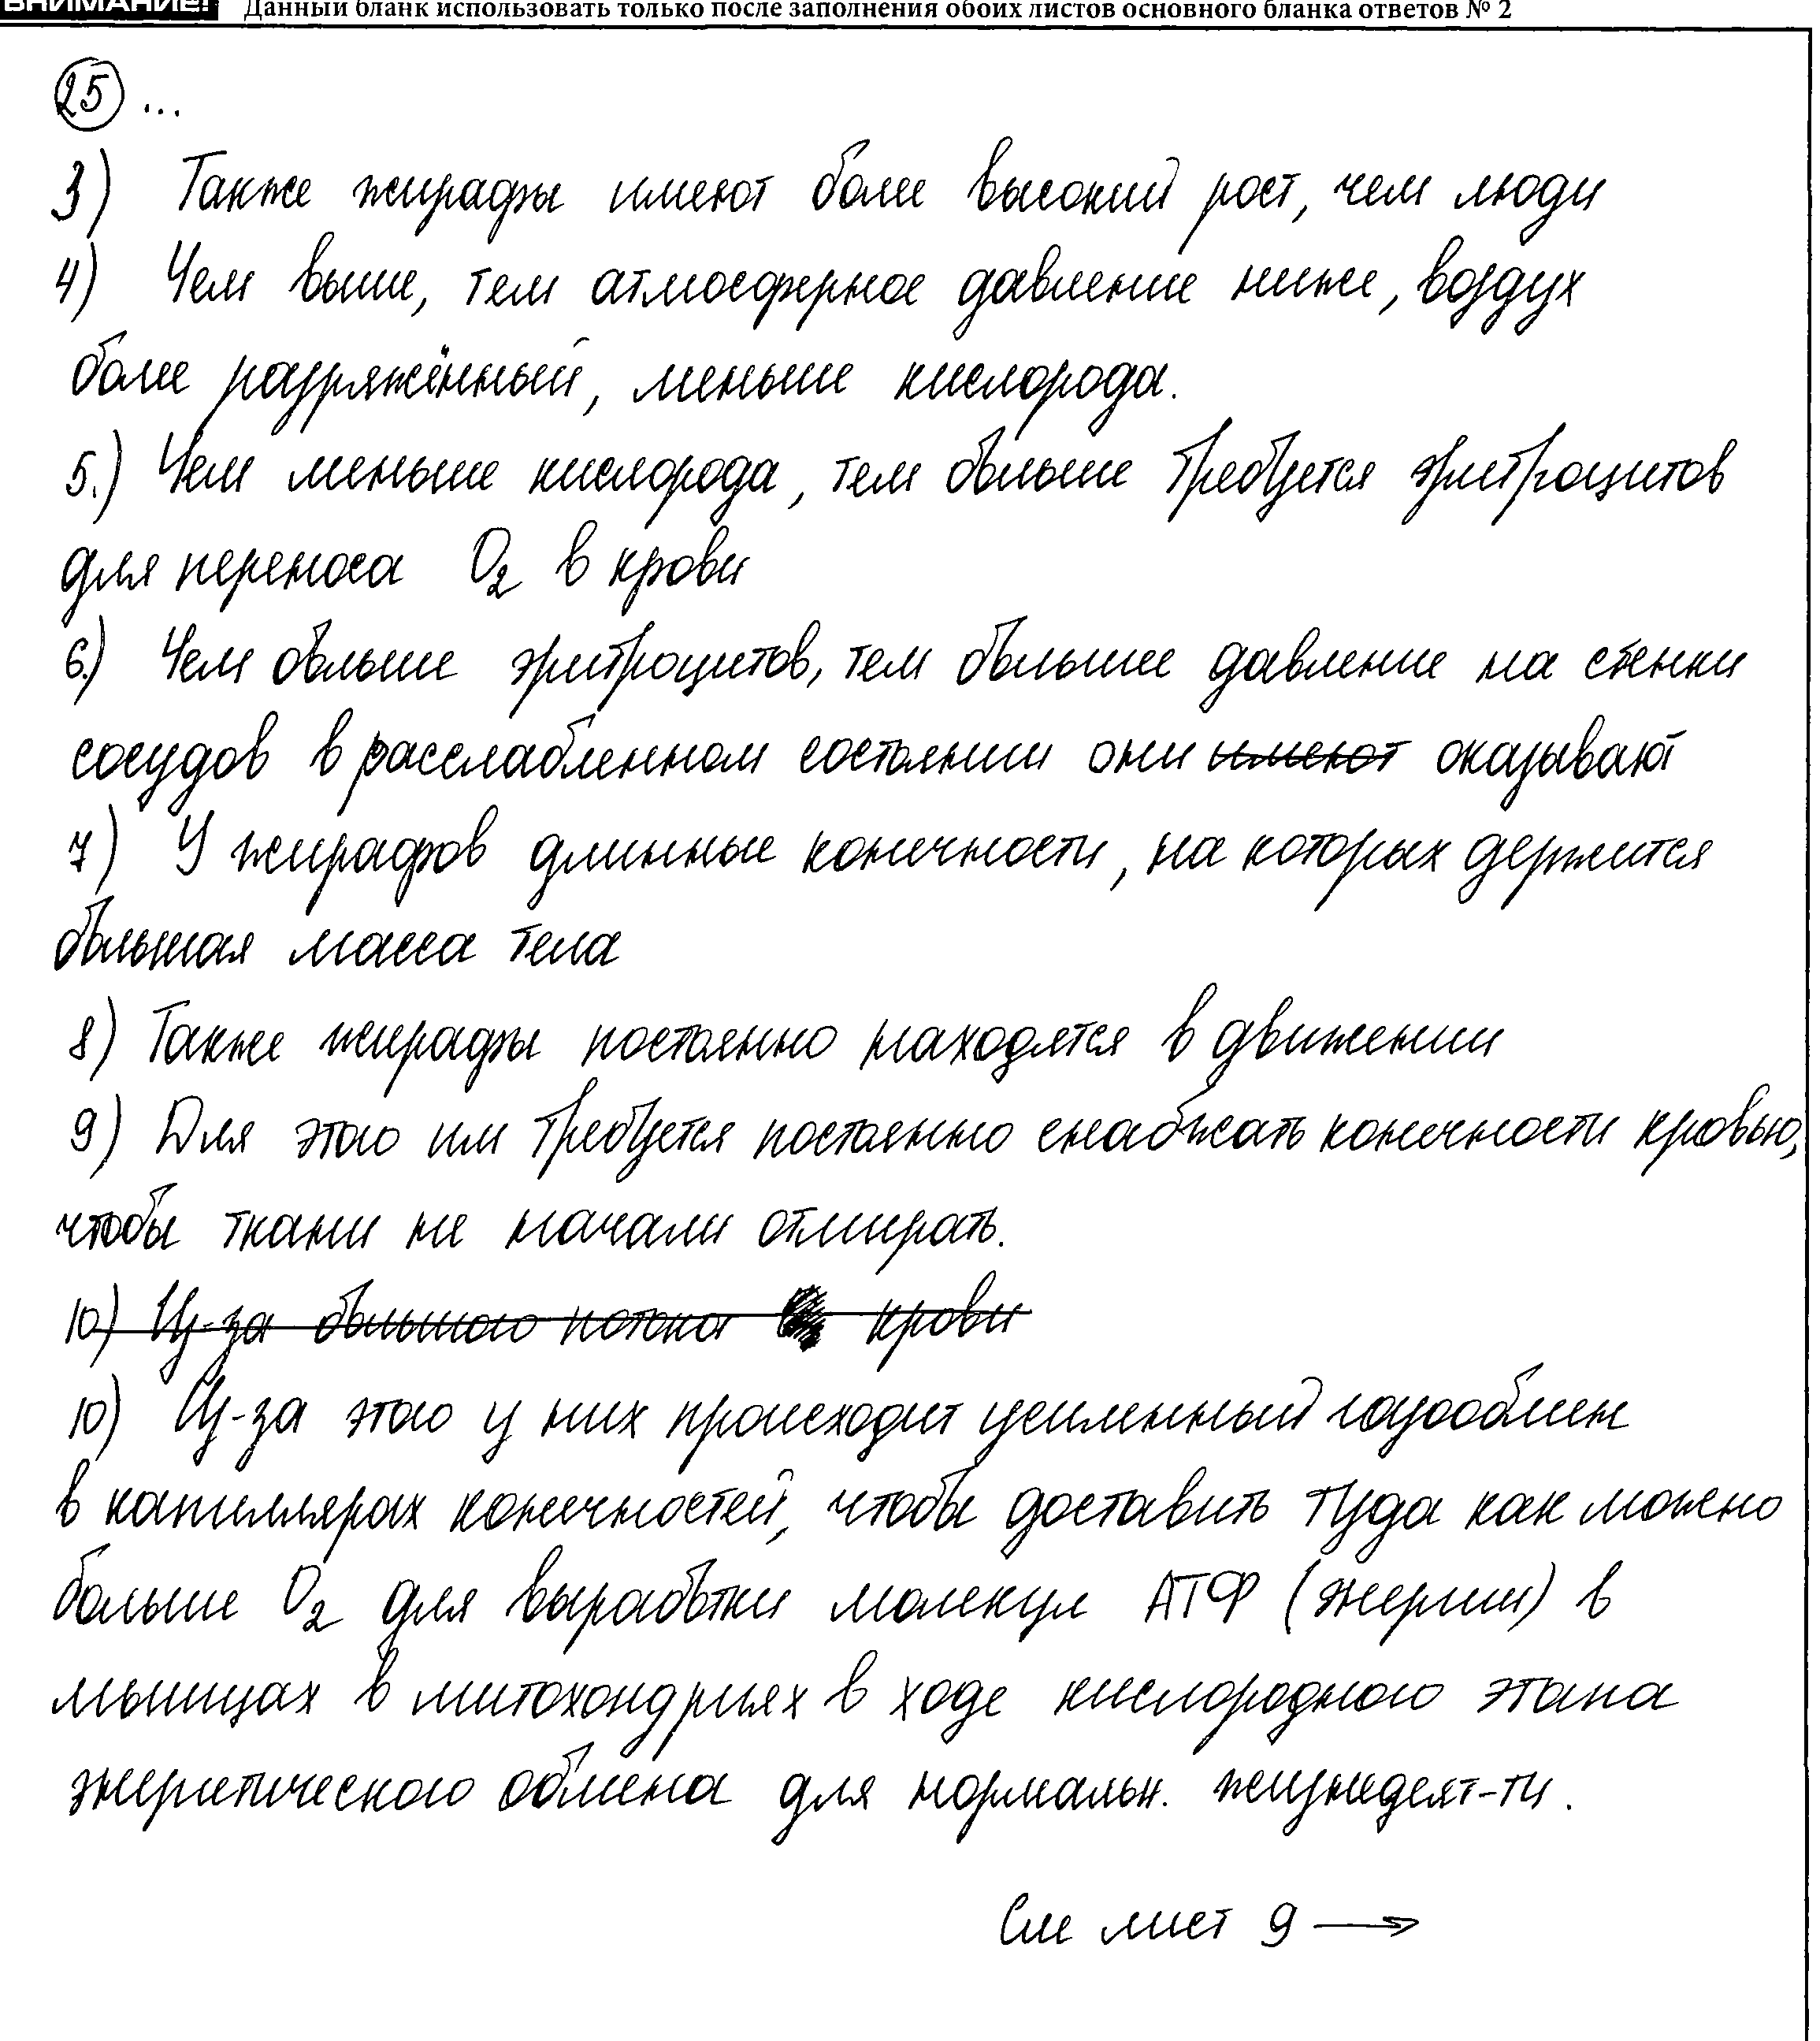 ВНИМАНИЕ! Данный бланк использовать только после заполнения обоих листов основного бланка ответов № 2
25 ...
3) Также жирафы имеют более высокий рост, чем люди
4) Чем выше, тем атмосферное давление ниже, воздух
более разряжённый, меньше кислорода.
5.) Чем меньше кислорода, тем больше требуется эритроцитов
для переноса O₂ в крови
6.) Чем больше эритроцитов, тем большее давление на стенки
сосудов в расслабленном состоянии они имеют оказывают
7) У жирафов длинные конечности, на которых держится
большая масса тела
8) Также жирафы постоянно находятся в движении
9) Для этого им требуется постоянно снабжать конечности кровью,
чтобы ткани не начали отмирать.
10) Из-за большого потока крови
10) Из-за этого у них происходит усиленный газообмен
в капиллярах конечностей, чтобы доставить туда как можно
больше O₂ для выработки молекул АТФ (энергии) в
мышцах в митохондриях в ходе кислородного этапа
энергетического обмена для нормальн. жизнедеят-ти.
См лист 9 →